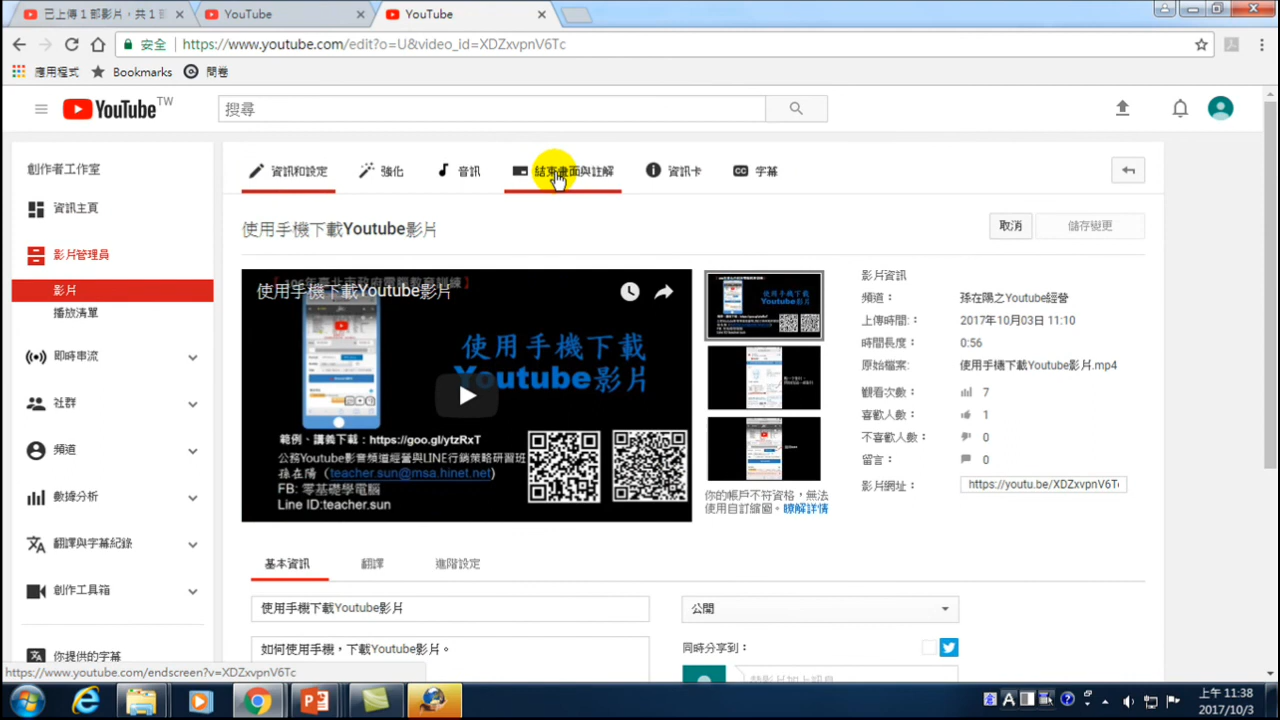 已上傳 1 部影片，共 1 部
YouTube
YouTube
安全
https://www.youtube.com/edit?o=U&video_id=XDZxvpnV6Tc
應用程式
Bookmarks
問卷
YouTube TW
搜尋
創作者工作室
資訊主頁
影片管理員
影片
播放清單
即時串流
社群
頻道
數據分析
翻譯與字幕紀錄
創作工具箱
你提供的字幕
資訊和設定
強化
音訊
結束畫面與註解
資訊卡
CC 字幕
使用手機下載Youtube影片
取消
儲存變更
使用手機下載Youtube影片
使用手機下載
Youtube影片
範例、講義下載：https://goo.gl/ytzRxT
公務Youtube影音頻道經營與LINE行銷策略研習班
孫在陽 (teacher.sun@msa.hinet.net)
FB: 零基礎學電腦
Line ID:teacher.sun
使用手機下載
Youtube影片
你的帳戶不符資格，無法
使用自訂縮圖。瞭解詳情
影片資訊
頻道： 孫在陽之Youtube經營
上傳時間： 2017年10月03日 11:10
時間長度： 0:56
原始檔案： 使用手機下載Youtube影片.mp4
觀看次數： 7
喜歡人數： 1
不喜歡人數： 0
留言： 0
影片網址： https://youtu.be/XDZxvpnV6T
基本資訊
翻譯
進階設定
使用手機下載Youtube影片
公開
如何使用手機，下載Youtube影片。
同時分享到：
https://www.youtube.com/endscreen?v=XDZxvpnV6Tc
A
上午 11:38
2017/10/3